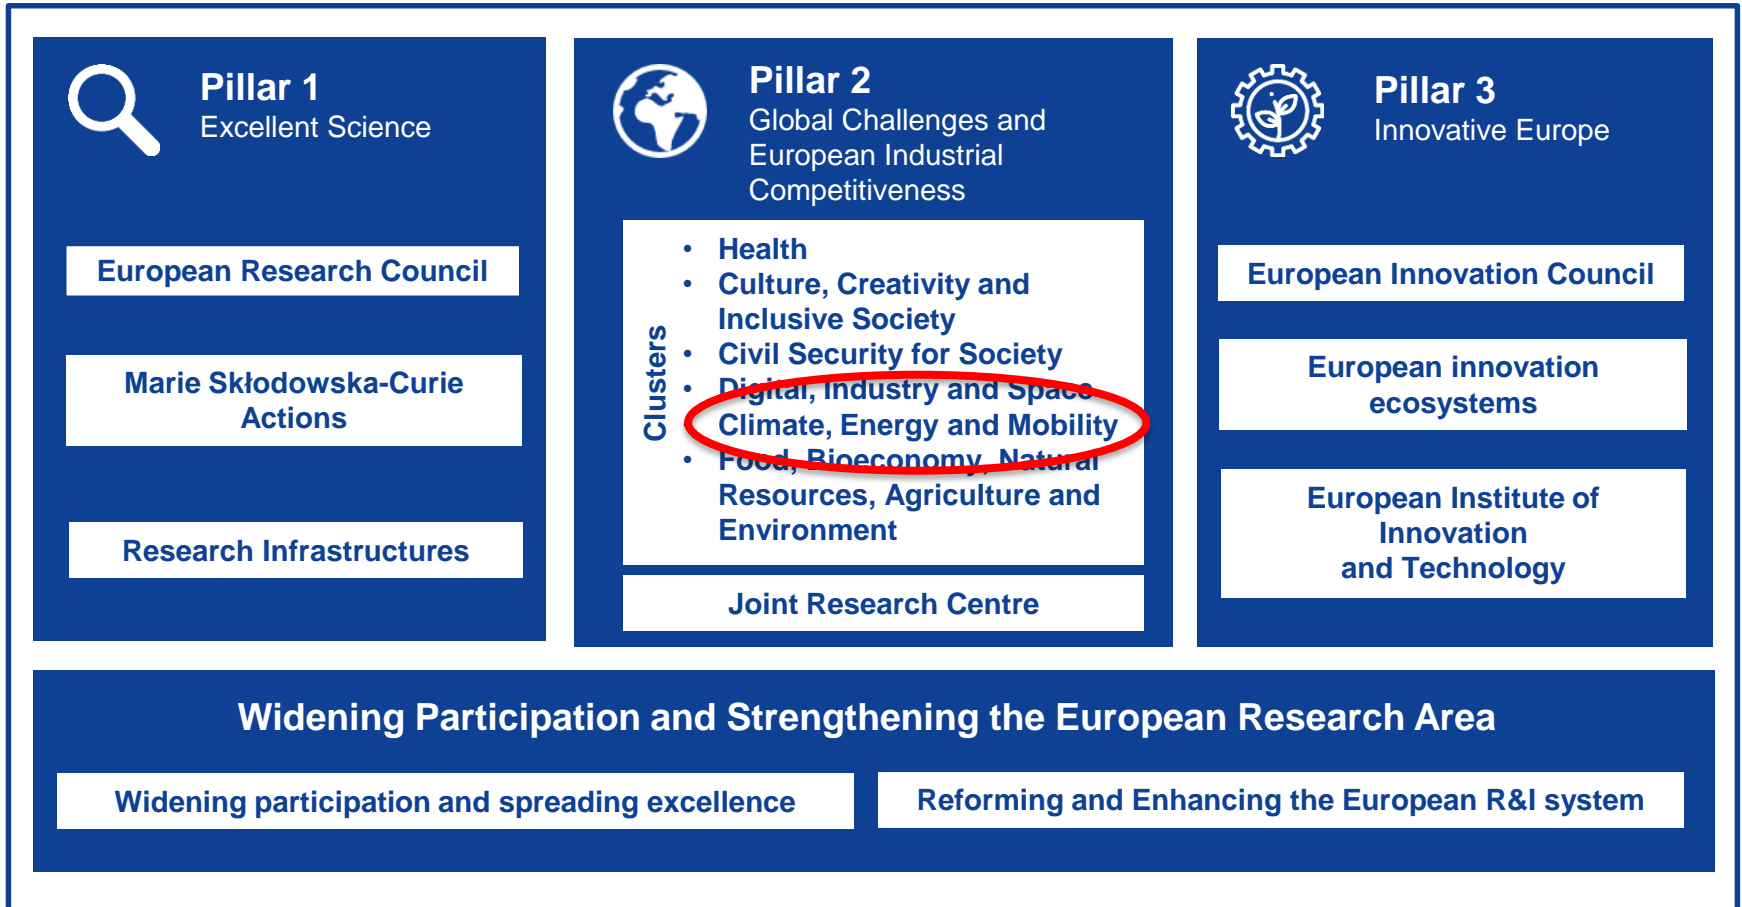 Pillar 1
Excellent Science
European Research Council
Marie Skłodowska-Curie
Actions
Research Infrastructures
Pillar 2
Global Challenges and
European Industrial
Competitiveness
Clusters
• Health
• Culture, Creativity and
Inclusive Society
• Civil Security for Society
• Digital, Industry and Space
Climate, Energy and Mobility
• Food, Bioeconomy, Natural
Resources, Agriculture and
Environment
Joint Research Centre
Pillar 3
Innovative Europe
European Innovation Council
European innovation
ecosystems
European Institute of
Innovation
and Technology
Widening Participation and Strengthening the European Research Area
Widening participation and spreading excellence
Reforming and Enhancing the European R&I system